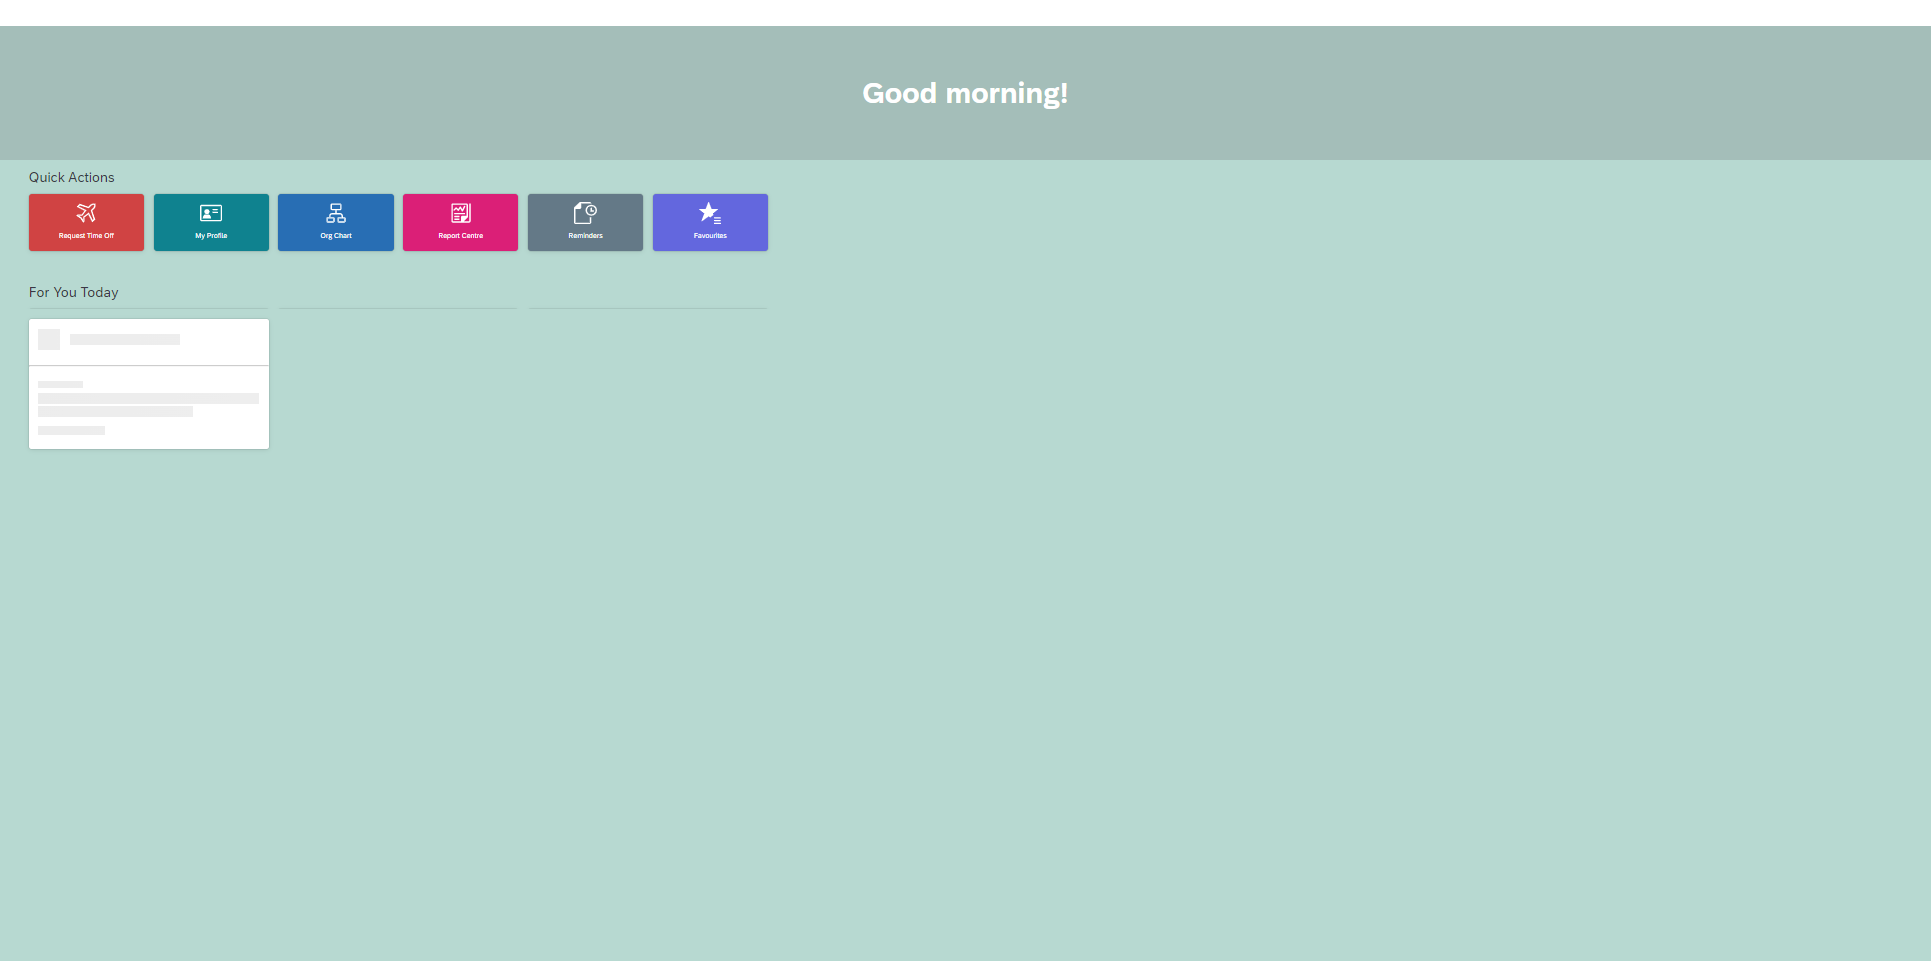 Good morning!
Quick Actions
Request Time Off
My Profile
Org Chart
Report Centre
Reminders
Favourites
For You Today